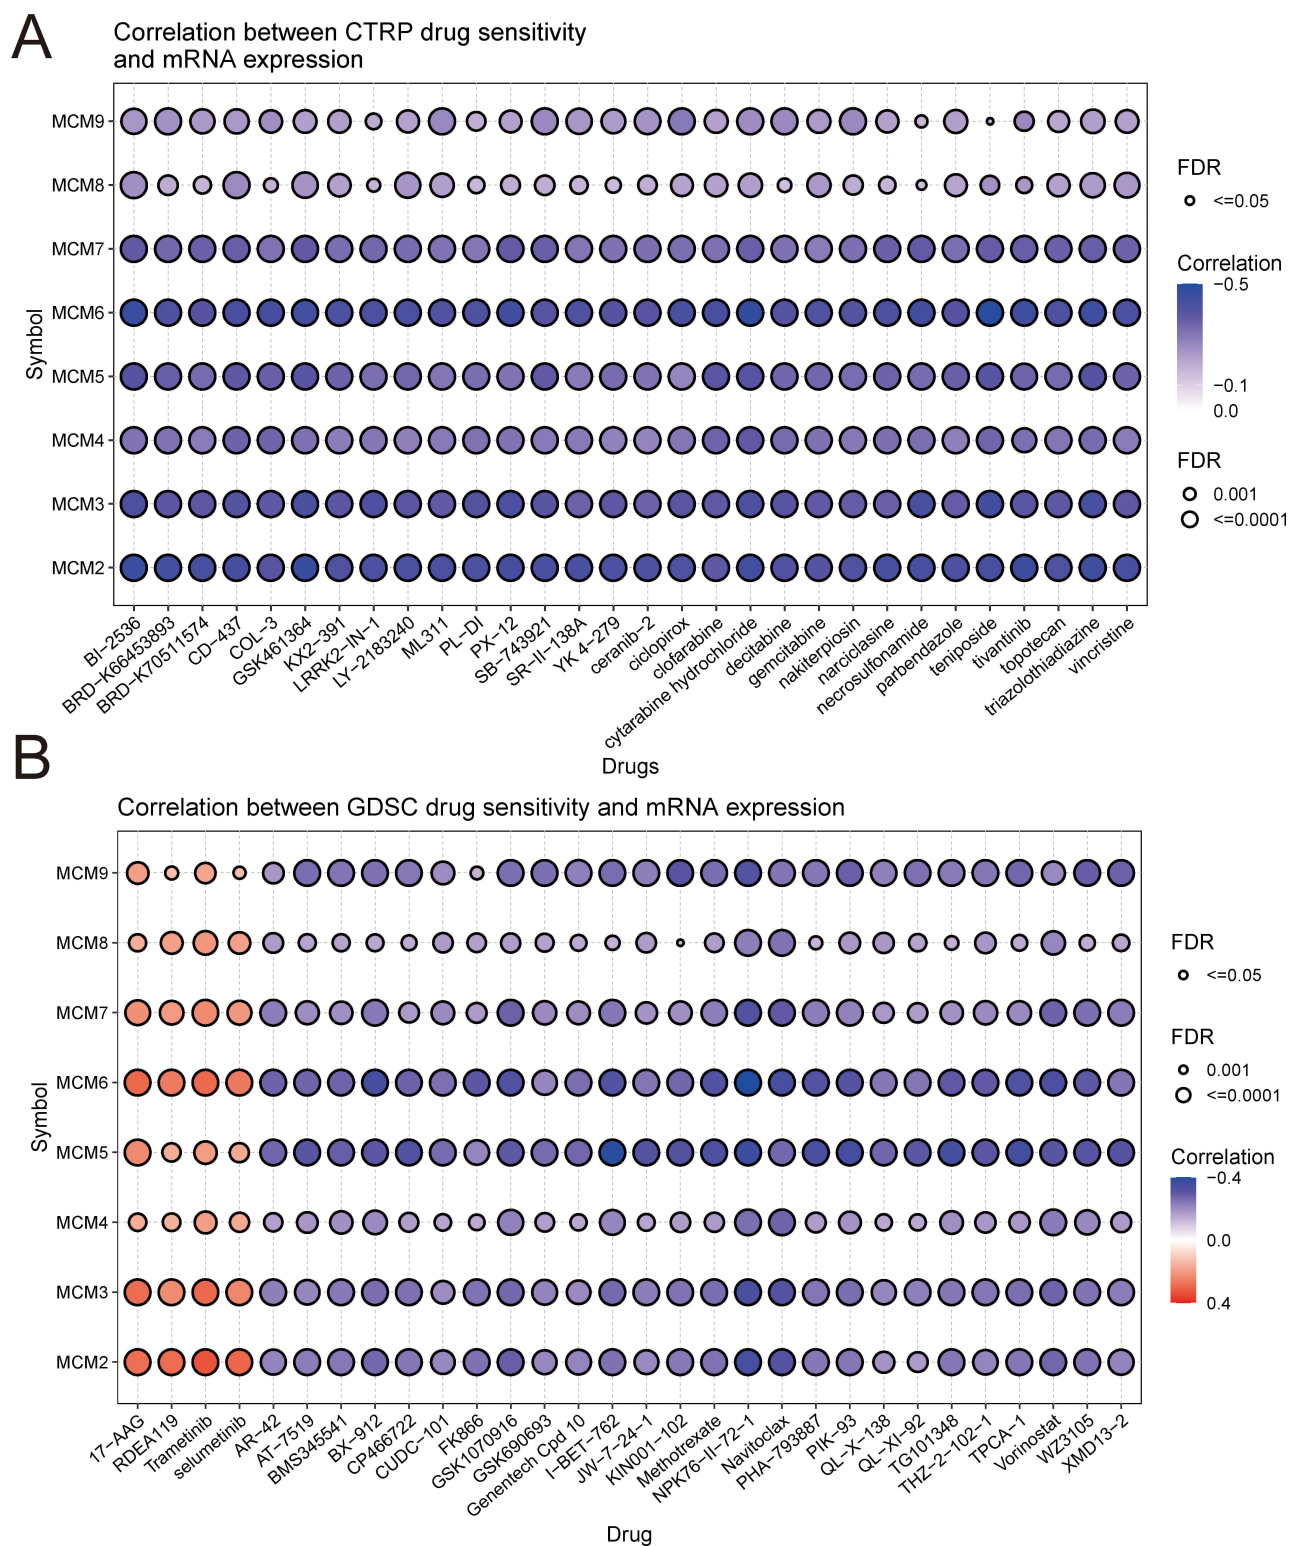 A
Correlation between CTRP drug sensitivity
and mRNA expression
MCM9
MCM8
MCM7
MCM6
MCM5
MCM4
MCM3
MCM2
Symbol
BI−2536
BRD−K66453893
BRD−K70511574
CD−437
COL−3
GSK461364
KX2−391
LRRK2−IN−1
LY−2183240
ML311
PL−DI
PX−12
SB−743921
SR−II−138A
YK 4−279
ceranib−2
ciclopirox
clofarabine
cytarabine hydrochloride
decitabine
gemcitabine
nakiterpiosin
narciclasine
necrosulfonamide
parbendazole
teniposide
tivantinib
topotecan
triazolothiadiazine
vincristine
Drugs
FDR
<=0.05
Correlation
−0.5
−0.1
0.0
FDR
0.001
<=0.0001
B
Correlation between GDSC drug sensitivity and mRNA expression
MCM9
MCM8
MCM7
MCM6
MCM5
MCM4
MCM3
MCM2
Symbol
17−AAG
RDEA119
Trametinib
selumetinib
AR−42
AT−7519
BMS345541
BX−912
CP466722
CUDC−101
FK866
GSK1070916
GSK690693
Genentech Cpd 10
I−BET−762
JW−7−24−1
KIN001−102
Methotrexate
NPK76−II−72−1
Navitoclax
PHA−793887
PIK−93
QL−X−138
QL−XI−92
TG101348
THZ−2−102−1
TPCA−1
Vorinostat
WZ3105
XMD13−2
Drug
FDR
<=0.05
FDR
0.001
<=0.0001
Correlation
−0.4
0.0
0.4